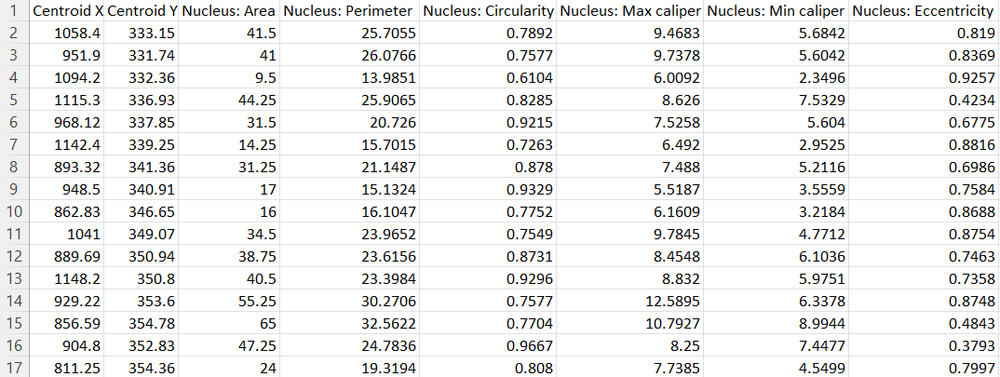 1 Centroid X Centroid Y Nucleus: Area Nucleus: Perimeter Nucleus: Circularity Nucleus: Max caliper Nucleus: Min caliper Nucleus: Eccentricity
2 1058.4 333.15 41.5 25.7055 0.7892 9.4683 5.6842 0.819
3 951.9 331.74 41 26.0766 0.7577 9.7378 5.6042 0.8369
4 1094.2 332.36 9.5 13.9851 0.6104 6.0092 2.3496 0.9257
5 1115.3 336.93 44.25 25.9065 0.8285 8.626 7.5329 0.4234
6 968.12 337.85 31.5 20.726 0.9215 7.5258 5.604 0.6775
7 1142.4 339.25 14.25 15.7015 0.7263 6.492 2.9525 0.8816
8 893.32 341.36 31.25 21.1487 0.878 7.488 5.2116 0.6986
9 948.5 340.91 17 15.1324 0.9329 5.5187 3.5559 0.7584
10 862.83 346.65 16 16.1047 0.7752 6.1609 3.2184 0.8688
11 1041 349.07 34.5 23.9652 0.7549 9.7845 4.7712 0.8754
12 889.69 350.94 38.75 23.6156 0.8731 8.4548 6.1036 0.7463
13 1148.2 350.8 40.5 23.3984 0.9296 8.832 5.9751 0.7358
14 929.22 353.6 55.25 30.2706 0.7577 12.5895 6.3378 0.8748
15 856.59 354.78 65 32.5622 0.7704 10.7927 8.9944 0.4843
16 904.8 352.83 47.25 24.7836 0.9667 8.25 7.4477 0.3793
17 811.25 354.36 24 19.3194 0.808 7.7385 4.5499 0.7997